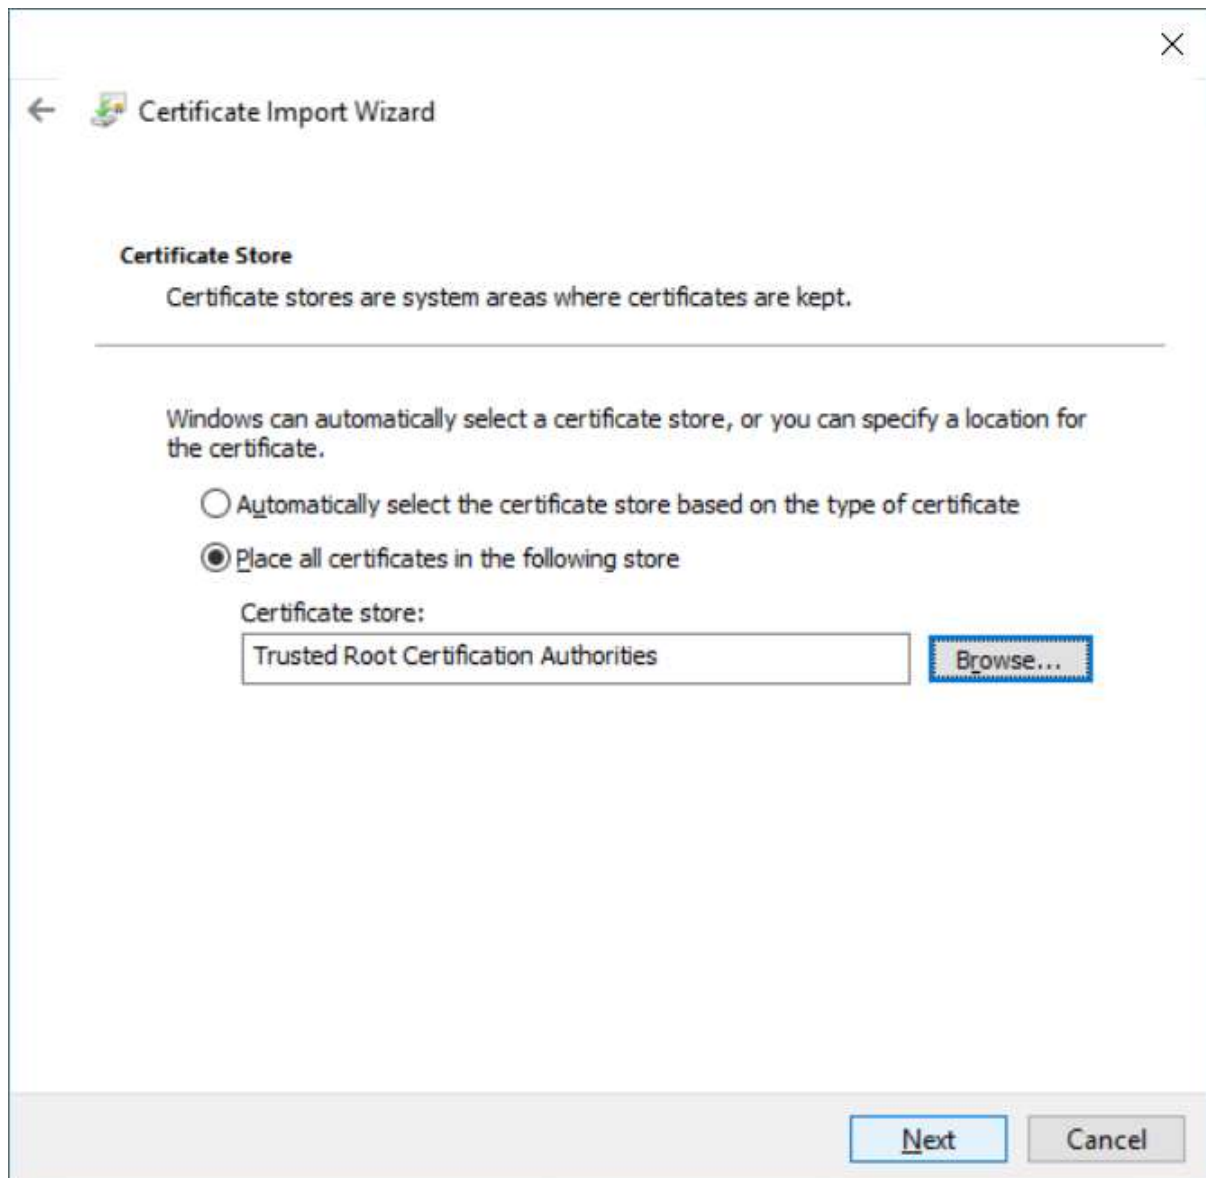 Certificate Import Wizard
Certificate Store
Certificate stores are system areas where certificates are kept.
Windows can automatically select a certificate store, or you can specify a location for
the certificate.
Automatically select the certificate store based on the type of certificate
Place all certificates in the following store
Certificate store:
Trusted Root Certification Authorities
Browse...
Next
Cancel